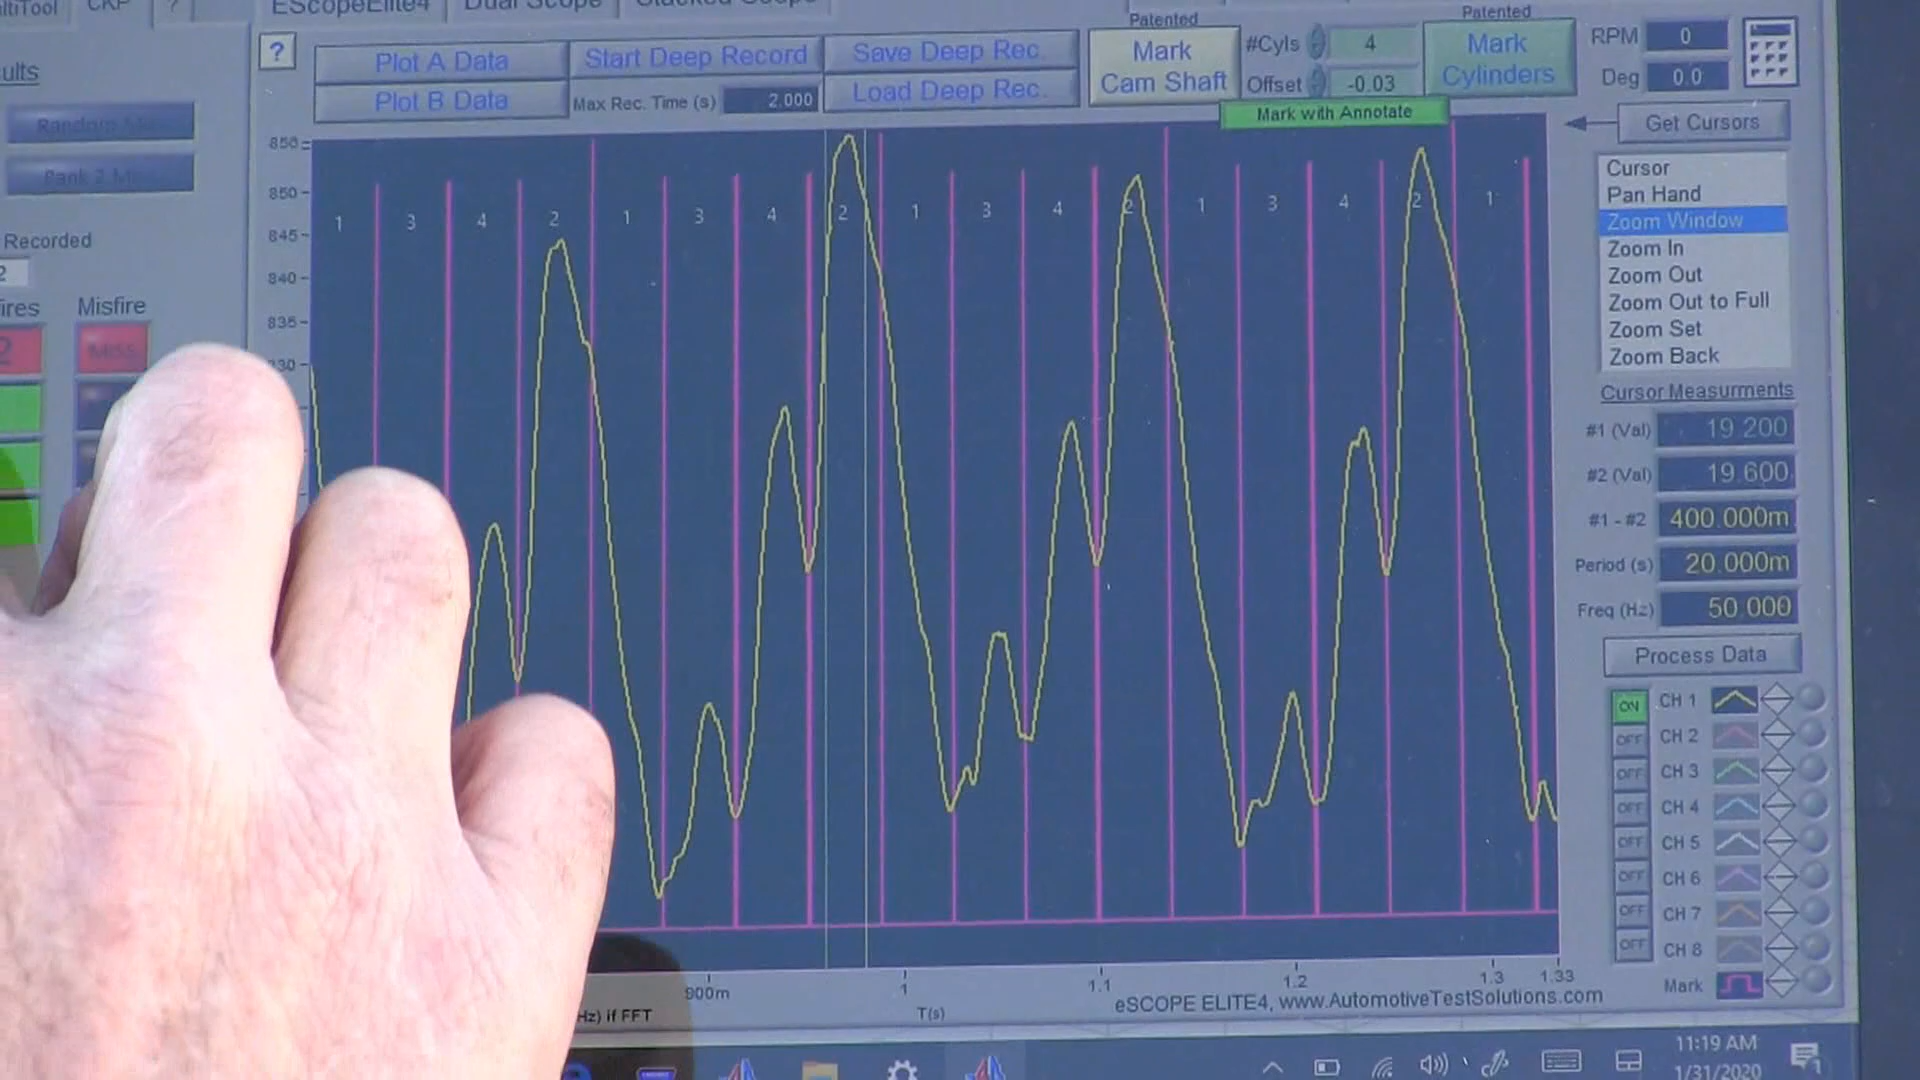 CKP
?
EScopeElite4
Dual Scope
Recorded
Misfire
MISS
?
Plot A Data
Plot B Data
Start Deep Record
Max Rec. Time (s)
2.000
Save Deep Rec.
Load Deep Rec.
Patented
Mark
Cam Shaft
#Cyls
4
Offset
-0.03
Patented
Mark
Cylinders
Mark with Annotate
RPM
0
Deg
0.0
Get Cursors
850
845
840
835
1 3 4 2 1 3 4 2 1 3 4 2 1 3 4 2 1
Cursor
Pan Hand
Zoom Window
Zoom In
Zoom Out
Zoom Out to Full
Zoom Set
Zoom Back
Cursor Measurments
#1 (Val)
19.200
#2 (Val)
19.600
#1 - #2
400.000m
Period (s)
20.000m
Freq (Hz)
50.000
Process Data
ON CH 1
OFF CH 2
OFF CH 3
OFF CH 4
OFF CH 5
OFF CH 6
OFF CH 7
OFF CH 8
Mark
900m
1
1.1
1.2
1.3
1.33
Hz) if FFT
T(s)
eSCOPE ELITE4, www.AutomotiveTestSolutions.com
11:19 AM
1/31/2020